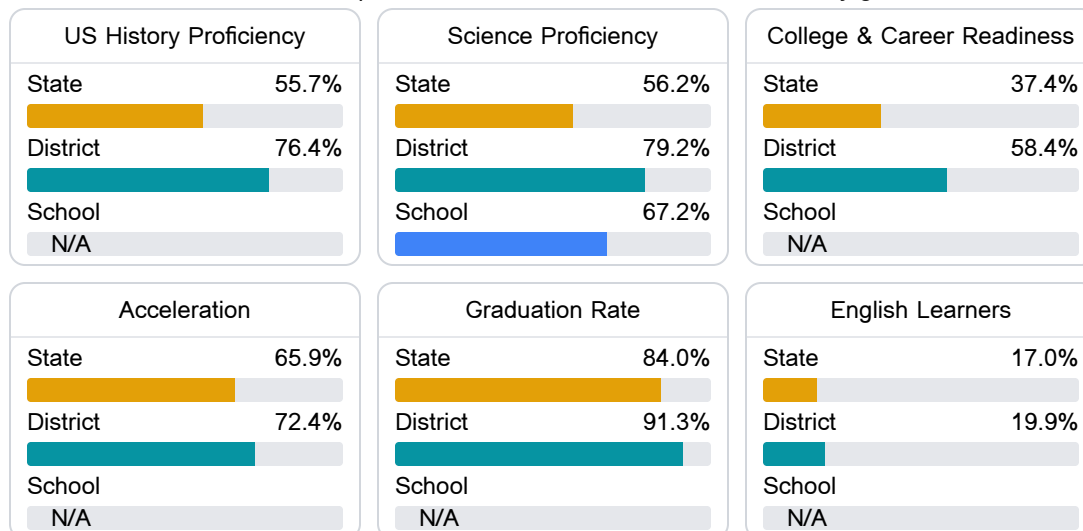 US History Proficiency
State 55.7%
District 76.4%
School
N/A
Science Proficiency
State 56.2%
District 79.2%
School 67.2%
College & Career Readiness
State 37.4%
District 58.4%
School
N/A
Acceleration
State 65.9%
District 72.4%
School
N/A
Graduation Rate
State 84.0%
District 91.3%
School
N/A
English Learners
State 17.0%
District 19.9%
School
N/A